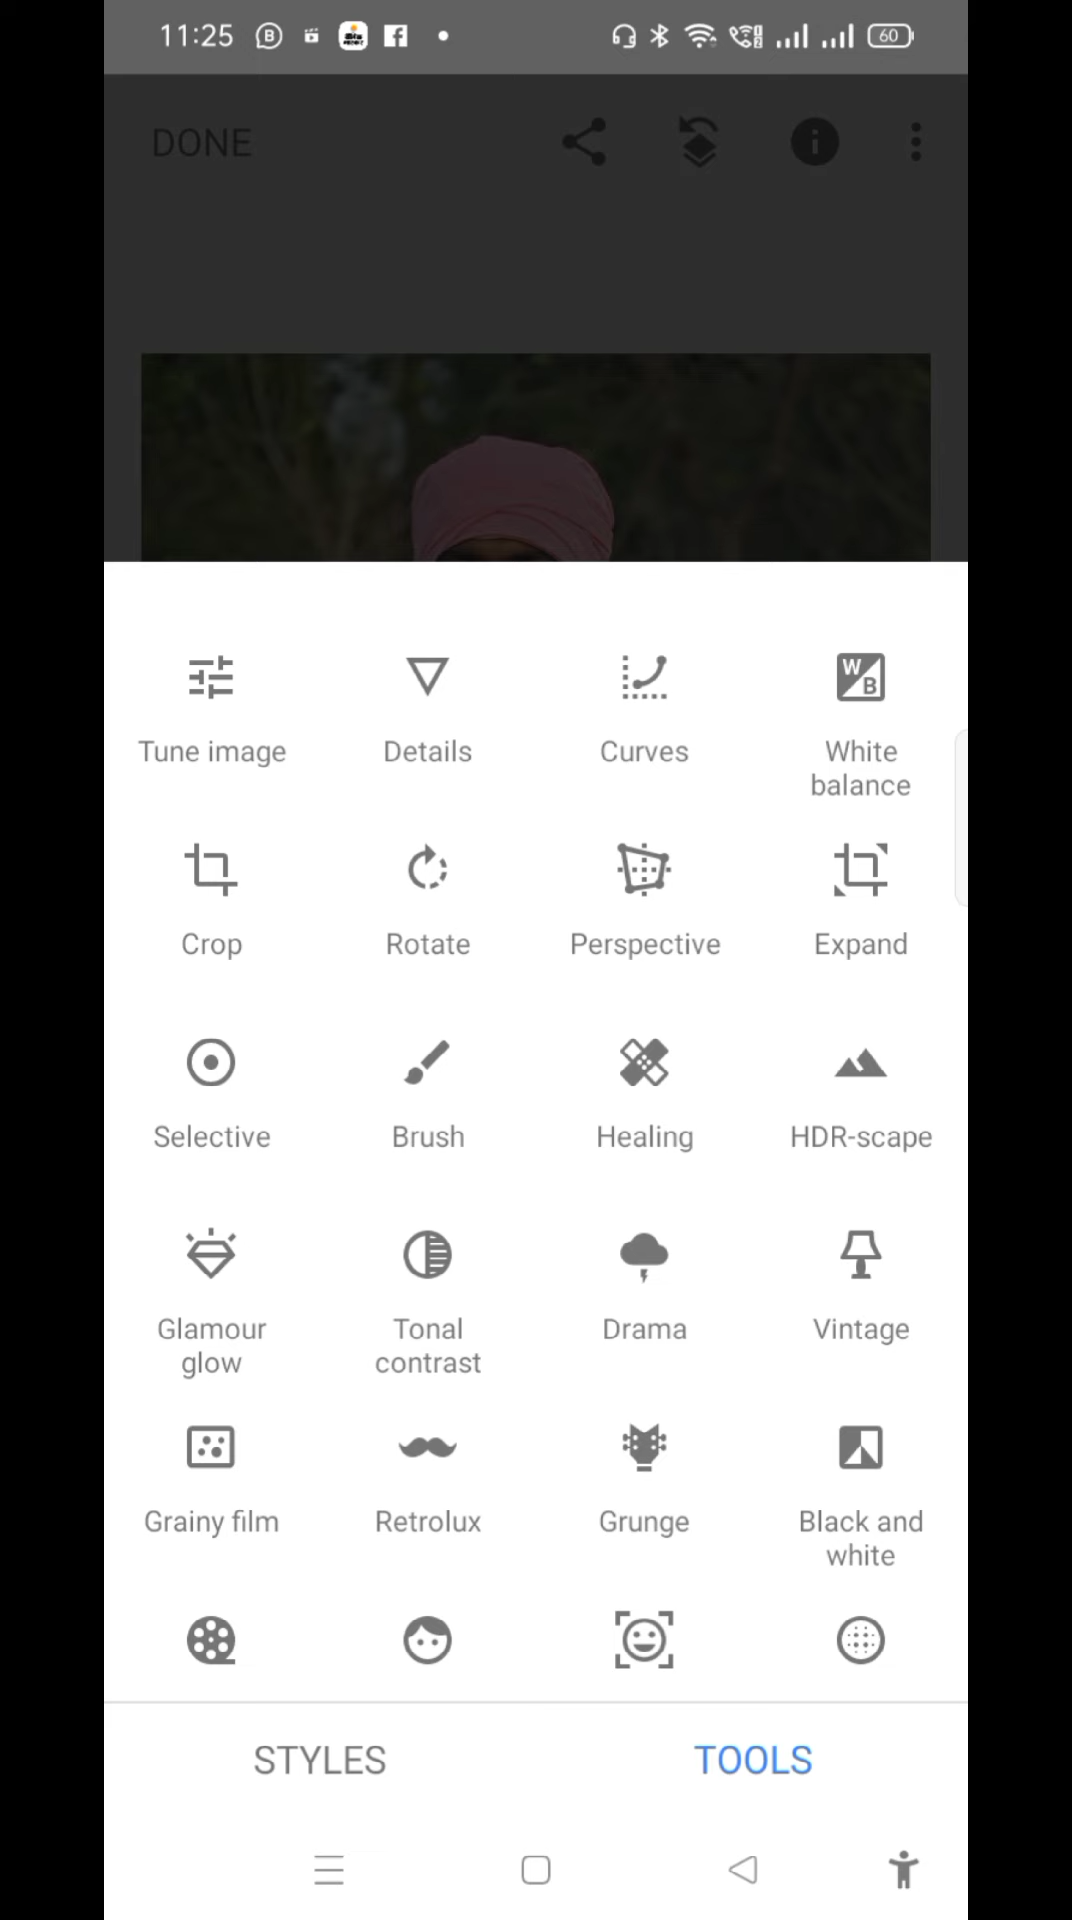 11:25
60
DONE
Tune image
Details
Curves
White
balance
Crop
Rotate
Perspective
Expand
Selective
Brush
Healing
HDR-scape
Glamour
glow
Tonal
contrast
Drama
Vintage
Grainy film
Retrolux
Grunge
Black and
white
STYLES
TOOLS